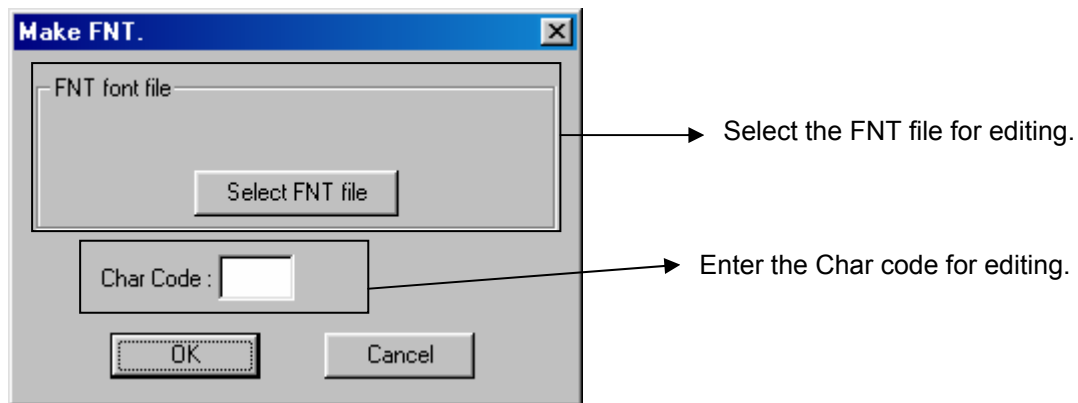 Make FNT.
FNT font file
Select the FNT file for editing.
Select FNT file
Enter the Char code for editing.
Char Code :
OK Cancel